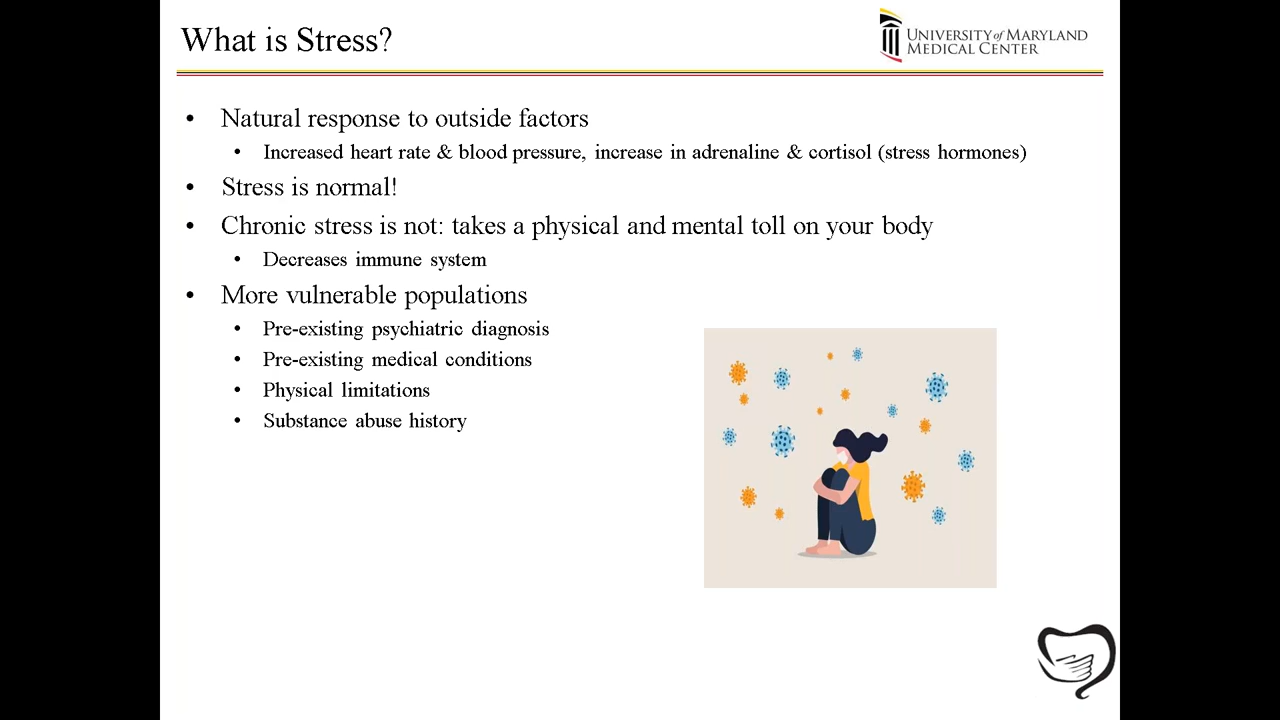 What is Stress?
UNIVERSITY of MARYLAND
MEDICAL CENTER
• Natural response to outside factors
• Increased heart rate & blood pressure, increase in adrenaline & cortisol (stress hormones)
• Stress is normal!
• Chronic stress is not: takes a physical and mental toll on your body
• Decreases immune system
• More vulnerable populations
• Pre-existing psychiatric diagnosis
• Pre-existing medical conditions
• Physical limitations
• Substance abuse history